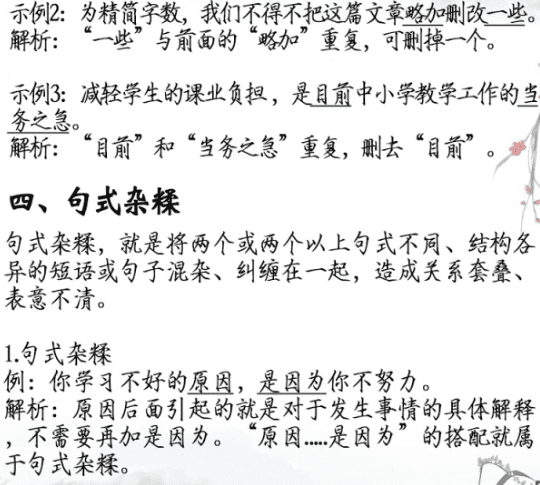 示例2：为精简字数，我们不得不把这篇文章略加删改一些。
解析：“一些”与前面的“略加”重复，可删掉一个。
示例3：减轻学生的课业负担，是目前中小学教学工作的当
务之急。
解析：“目前”和“当务之急”重复，删去“目前”。
四、句式杂糅
句式杂糅，就是将两个或两个以上句式不同、结构各
异的短语或句子混杂、纠缠在一起，造成关系套叠、
表意不清。
1.句式杂糅
例：你学习不好的原因，是因为你不努力。
解析：原因后面引起的就是对于发生事情的具体解释
，不需要再加是因为。“原因.....是因为”的搭配就属
于句式杂糅。